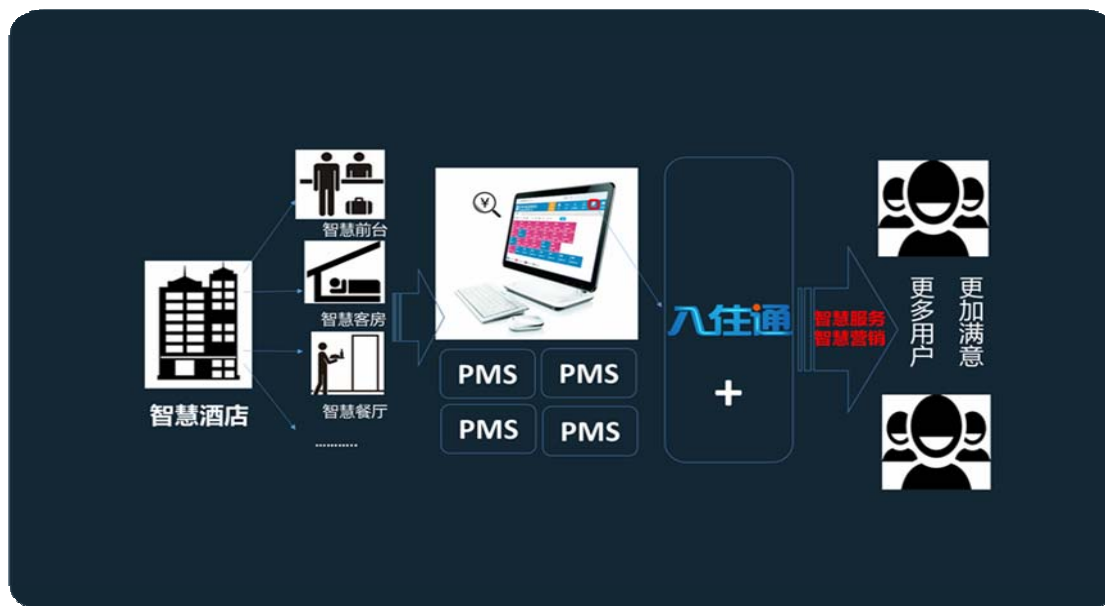 智慧酒店
智慧前台
智慧客房
智慧餐厅
...........
¥
PMS
PMS
PMS
PMS
入住通
+
智慧服务
智慧营销
更多用户
更加满意